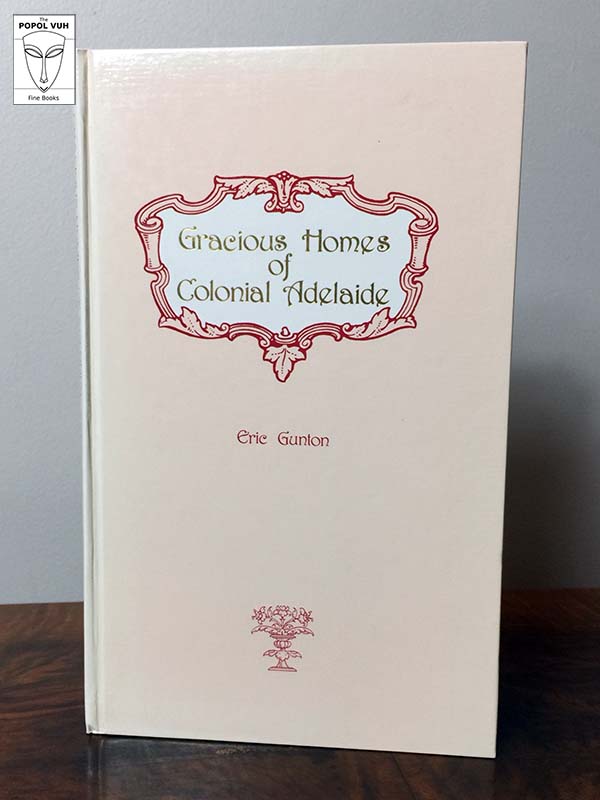 The
POPOL VUH
Fine Books
Gracious Homes
of
Colonial Adelaide
Eric Gunton